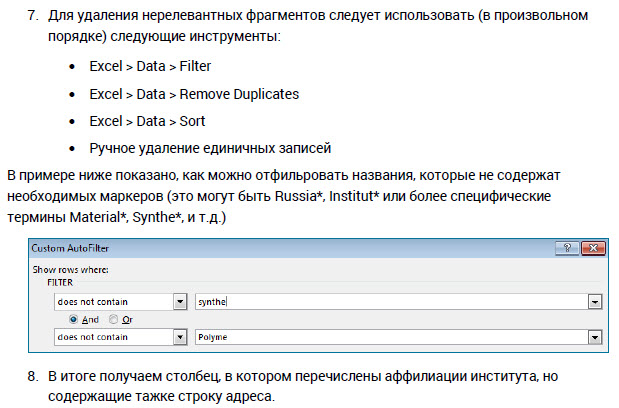 7. Для удаления нерелевантных фрагментов следует использовать (в произвольном
порядке) следующие инструменты:
• Excel > Data > Filter
• Excel > Data > Remove Duplicates
• Excel > Data > Sort
• Ручное удаление единичных записей
В примере ниже показано, как можно отфильровать названия, которые не содержат
необходимых маркеров (это могут быть Russia*, Institut* или более специфические
термины Material*, Synthe*, и т.д.)
Custom AutoFilter
Show rows where:
FILTER
does not contain synthe
And Or
does not contain Polyme
8. В итоге получаем столбец, в котором перечислены аффилиации института, но
содержащие тажке строку адреса.